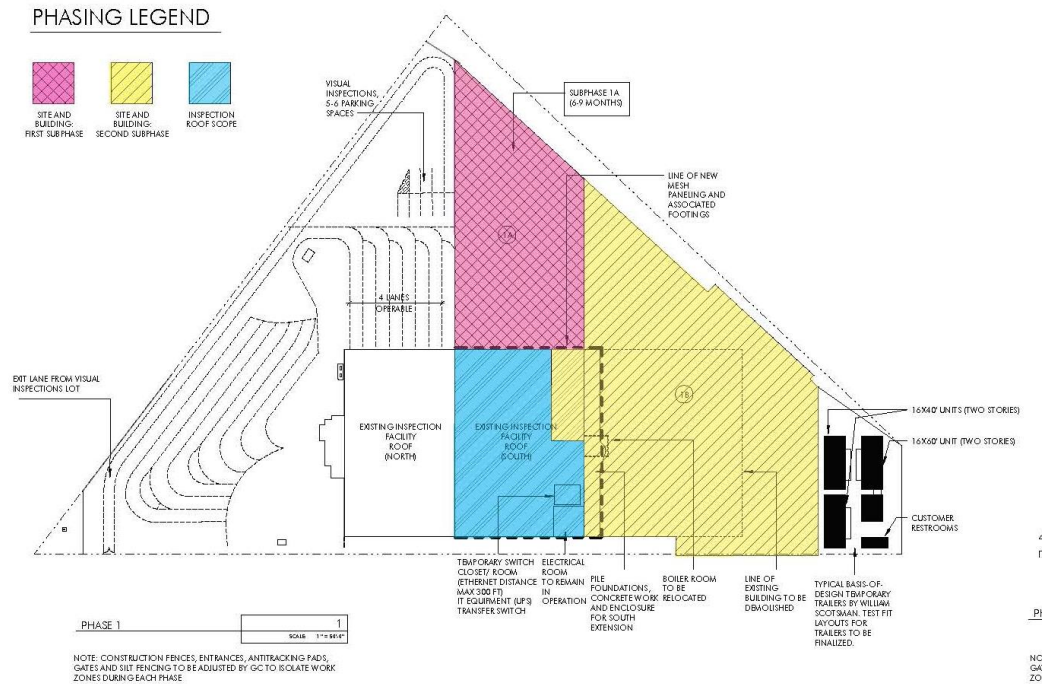 PHASING LEGEND
SITE AND
BUILDING:
FIRST SUBPHASE
SITE AND
BUILDING:
SECOND SUBPHASE
INSPECTION
ROOF SCOPE
VISUAL
INSPECTIONS,
5-6 PARKING
SPACES
SUBPHASE 1A
(6-9 MONTHS)
LINE OF NEW
MESH
PANELING AND
ASSOCIATED
FOOTINGS
1A
4 LANES
OPERABLE
EXIT LANE FROM VISUAL
INSPECTIONS LOT
EXISTING INSPECTION
FACILITY
ROOF
(NORTH)
EXISTING INSPECTION
FACILITY
ROOF
(SOUTH)
1B
16X40' UNITS (TWO STORIES)
16X60' UNIT (TWO STORIES)
CUSTOMER
RESTROOMS
TEMPORARY SWITCH
CLOSET/ ROOM
(ETHERNET DISTANCE
MAX 300 FT)
IT EQUIPMENT (UPS)
TRANSFER SWITCH
ELECTRICAL
ROOM
TO REMAIN
IN
OPERATION
PILE
FOUNDATIONS,
CONCRETE WORK
AND ENCLOSURE
FOR SOUTH
EXTENSION
BOILER ROOM
TO BE
RELOCATED
LINE OF
EXISTING
BUILDING TO BE
DEMOLISHED
TYPICAL BASIS-OF-
DESIGN TEMPORARY
TRAILERS BY WILLIAM
SCOTSMAN. TEST FIT
LAYOUTS FOR
TRAILERS TO BE
FINALIZED.
PHASE 1
1
SCALE
NOTE: CONSTRUCTION FENCES, ENTRANCES, ANTITRACKING PADS,
GATES AND SILT FENCING TO BE ADJUSTED BY GC TO ISOLATE WORK
ZONES DURING EACH PHASE